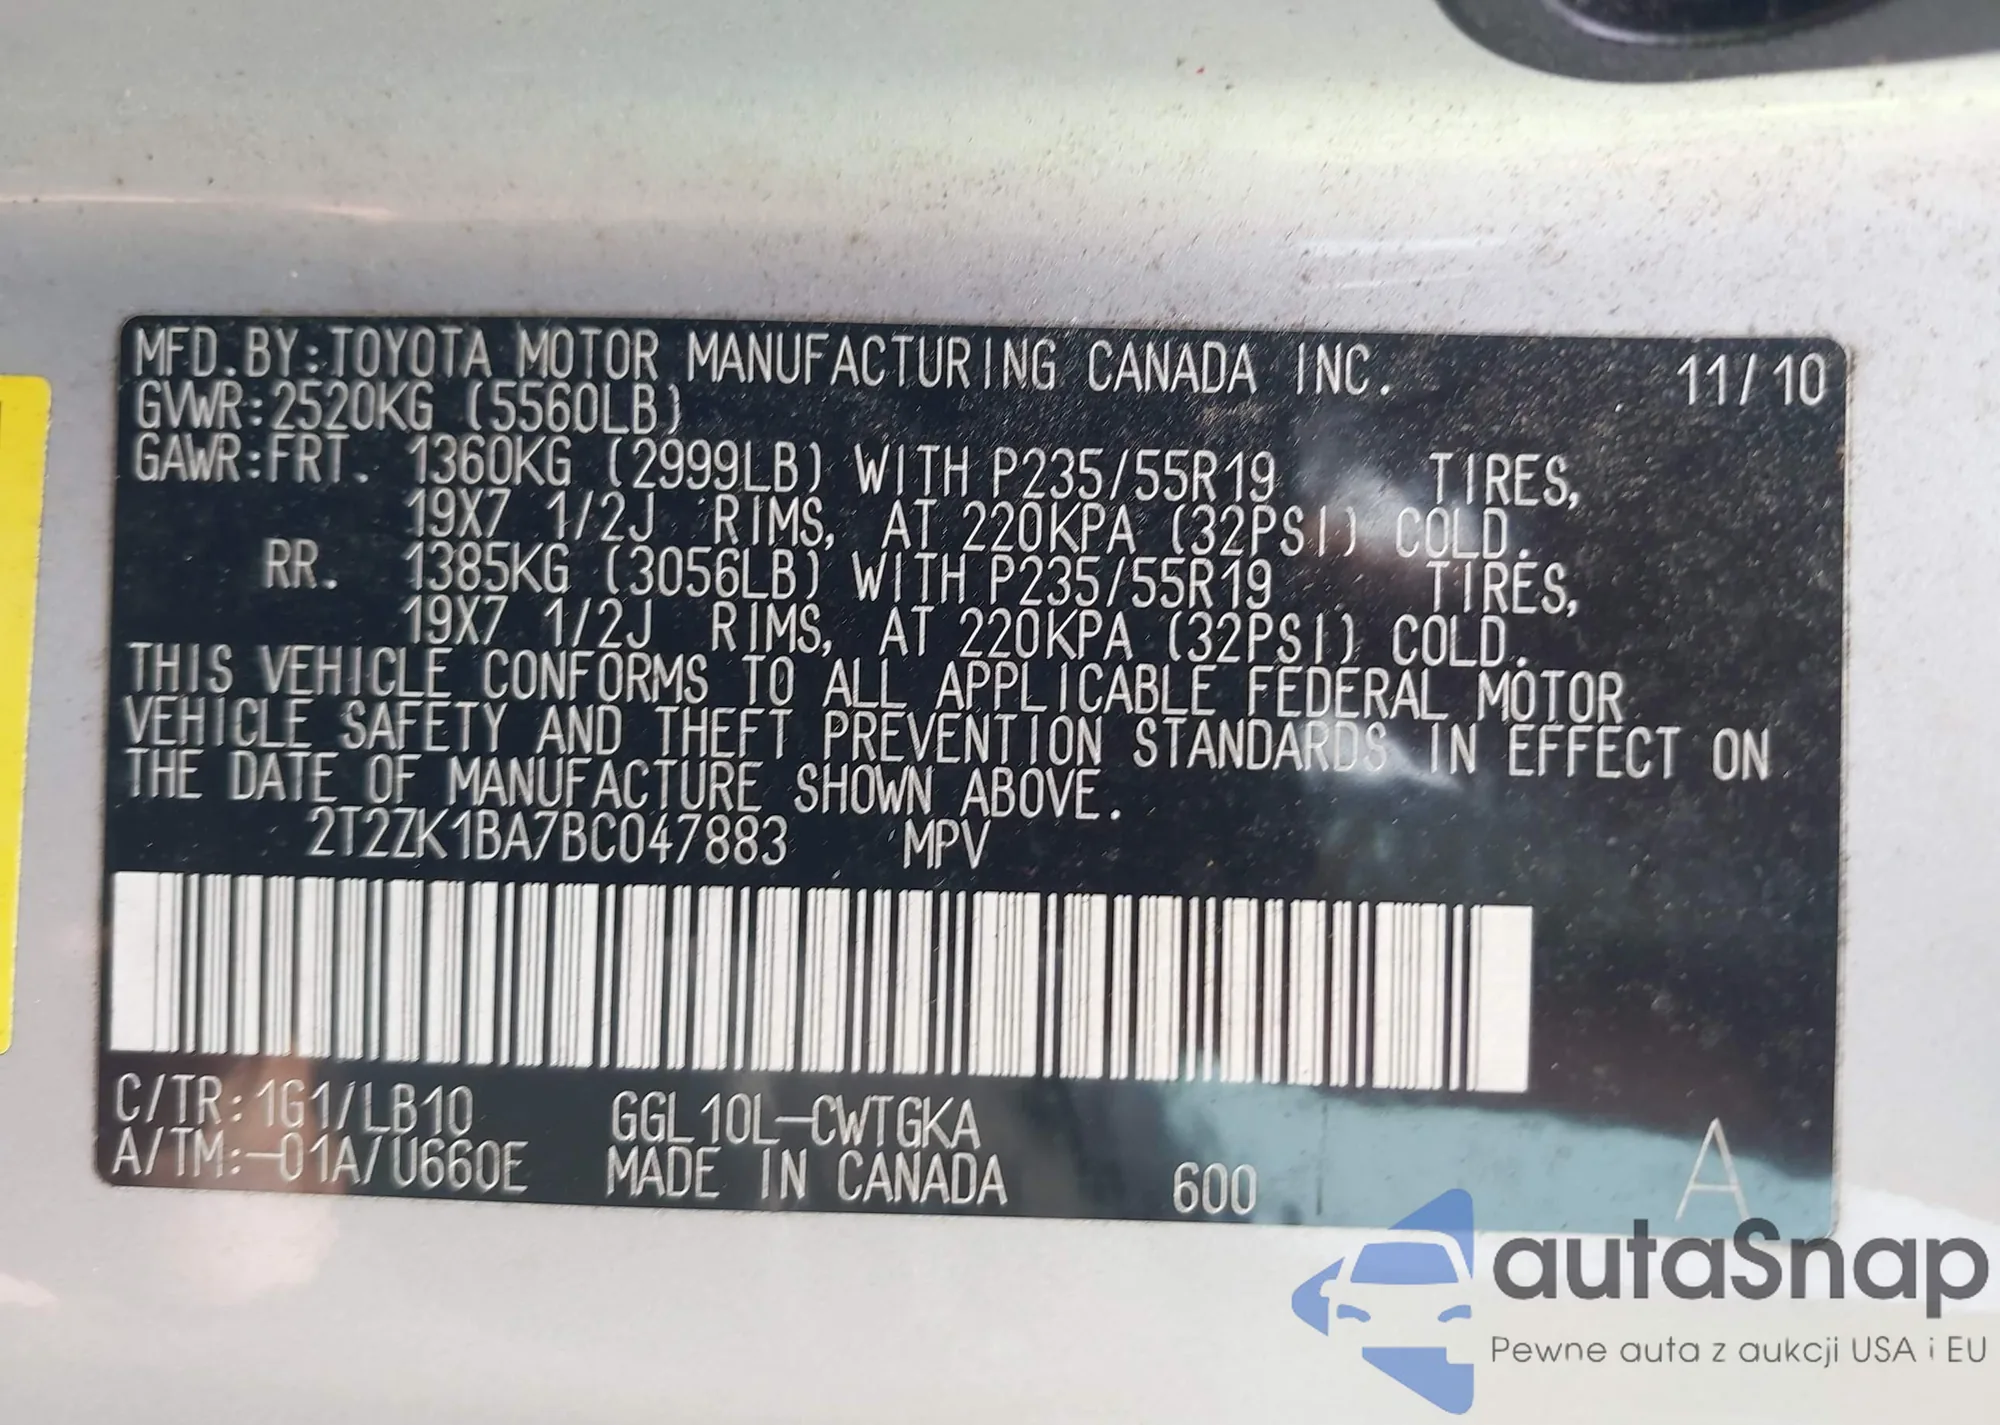 MFD.BY:TOYOTA MOTOR MANUFACTURING CANADA INC. 11/10
GVWR:2520KG (5560LB)
GAWR:FRT. 1360KG (2999LB) WITH P235/55R19 TIRES,
19X7 1/2J RIMS, AT 220KPA (32PSI) COLD.
RR. 1385KG (3056LB) WITH P235/55R19 TIRES,
19X7 1/2J RIMS, AT 220KPA (32PSI) COLD.
THIS VEHICLE CONFORMS TO ALL APPLICABLE FEDERAL MOTOR
VEHICLE SAFETY AND THEFT PREVENTION STANDARDS IN EFFECT ON
THE DATE OF MANUFACTURE SHOWN ABOVE.
2T2ZK1BA7BC047883 MPV
C/TR:1G1/LB10 GGL10L-CWTGKA
A/TM:-01A/U660E MADE IN CANADA 600 A
autaSnap
Pewne auta z aukcji USA i EU